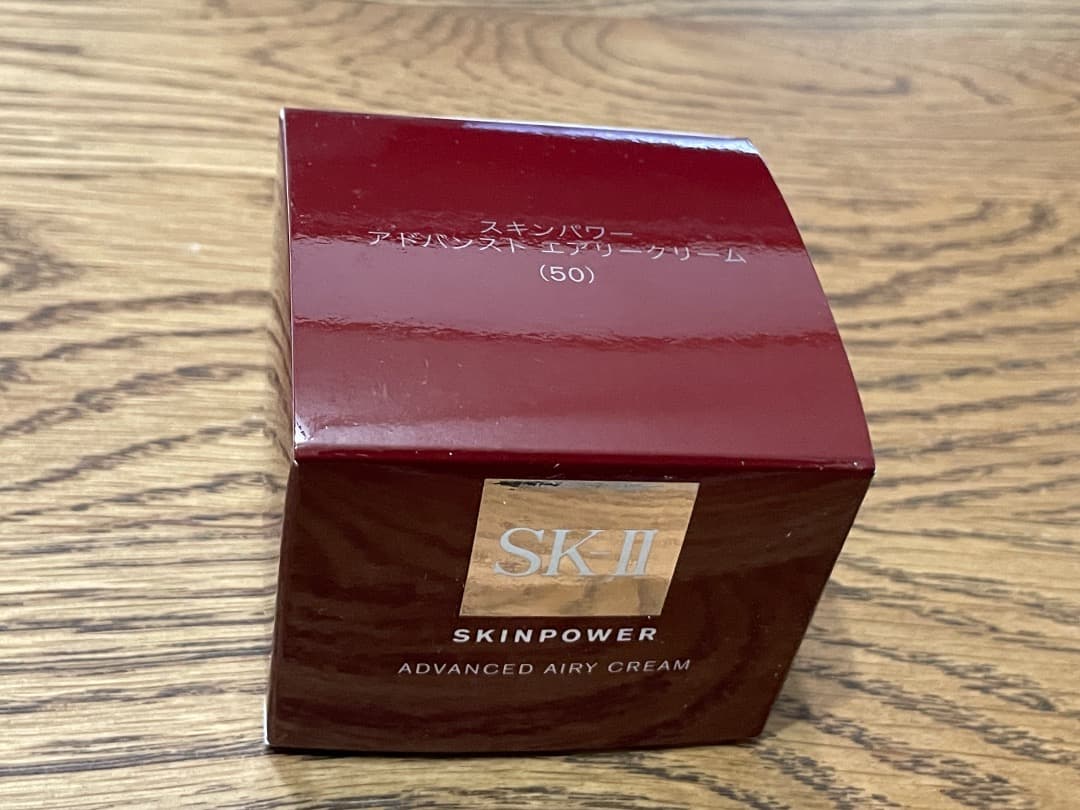 スキンパワー
アドバンスト エアリークリーム
(50)
SK-II
SKINPOWER
ADVANCED AIRY CREAM